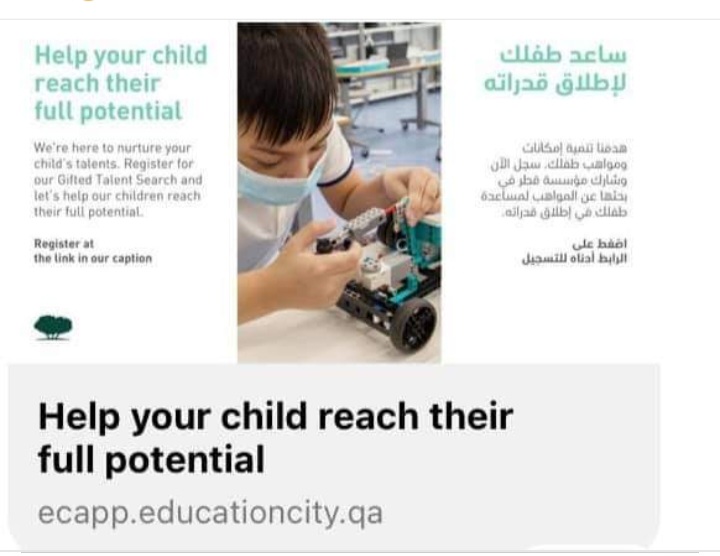 Help your child
reach their
full potential
We're here to nurture your
child's talents. Register for
our Gifted Talent Search and
let's help our children reach
their full potential.
Register at
the link in our caption
ساعد طفلك
لإطلاق قدراته
هدفنا تنمية إمكانات
ومواهب طفلك. سجل الآن
وشارك مؤسسة قطر في
بحثها عن المواهب لمساعدة
طفلك في إطلاق قدراته.
اضغط على
الرابط أدناه للتسجيل
Help your child reach their
full potential
ecapp.educationcity.qa